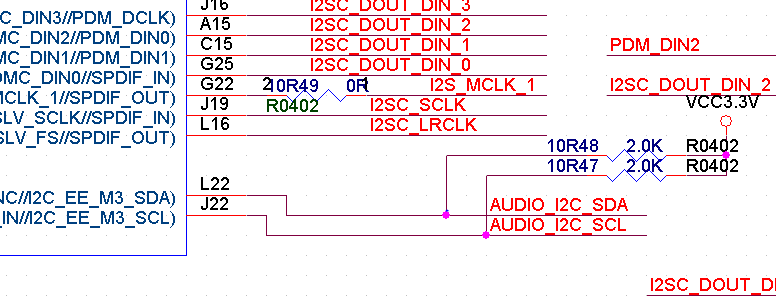 C_DIN3//PDM_DCLK) J16 I2SC_DOUT_DIN_3
MC_DIN2//PDM_DIN0) A15 I2SC_DOUT_DIN_2
MC_DIN1//PDM_DIN1) C15 I2SC_DOUT_DIN_1 PDM_DIN2
DMC_DIN0//SPDIF_IN) G25 I2SC_DOUT_DIN_0
MCLK_1//SPDIF_OUT) G22 2 10R49 0R 1 I2S_MCLK_1 I2SC_DOUT_DIN_2
SLV_SCLK//SPDIF_IN) J19 R0402 I2SC_SCLK VCC3.3V
SLV_FS//SPDIF_OUT) L16 I2SC_LRCLK
10R48 2.0K R0402
10R47 2.0K R0402
NC//I2C_EE_M3_SDA) L22 AUDIO_I2C_SDA
_IN//I2C_EE_M3_SCL) J22 AUDIO_I2C_SCL
I2SC_DOUT_DI